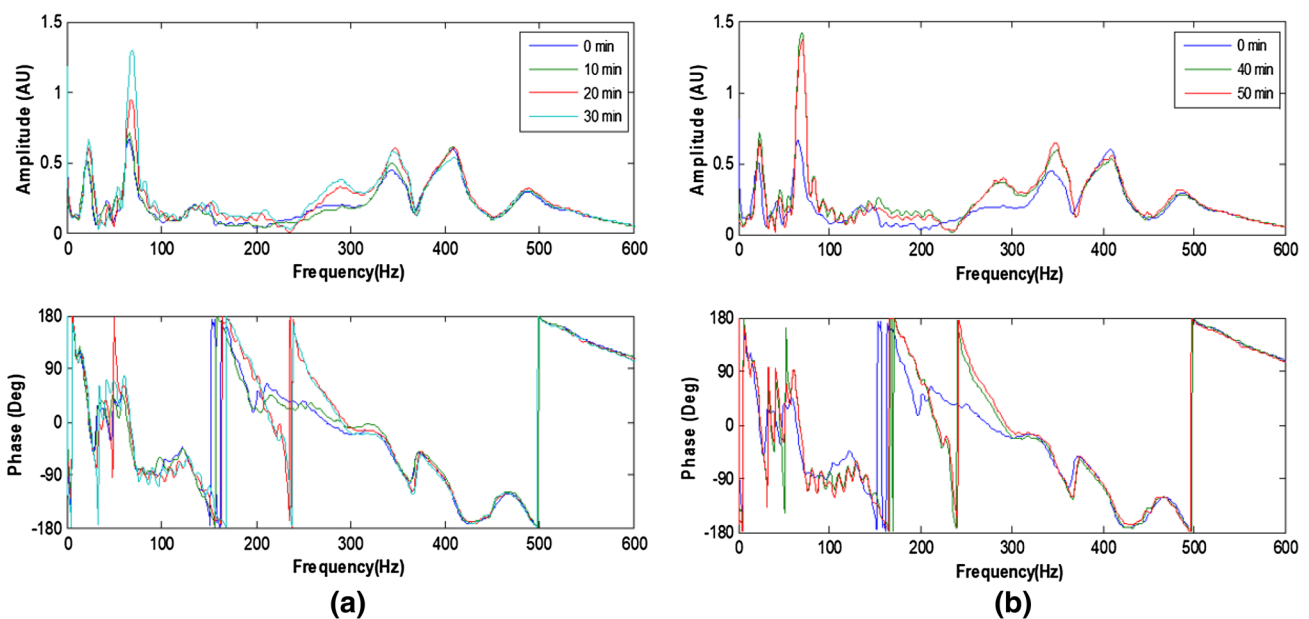 1.5
1
0.5
0
Amplitude (AU)
0 min
10 min
20 min
30 min
0 100 200 300 400 500 600
Frequency(Hz)
180
90
0
-90
-180
Phase (Deg)
0 100 200 300 400 500 600
Frequency(Hz)
(a)
1.5
1
0.5
0
Amplitude (AU)
0 min
40 min
50 min
0 100 200 300 400 500 600
Frequency(Hz)
180
90
0
-90
-180
Phase (Deg)
0 100 200 300 400 500 600
Frequency(Hz)
(b)